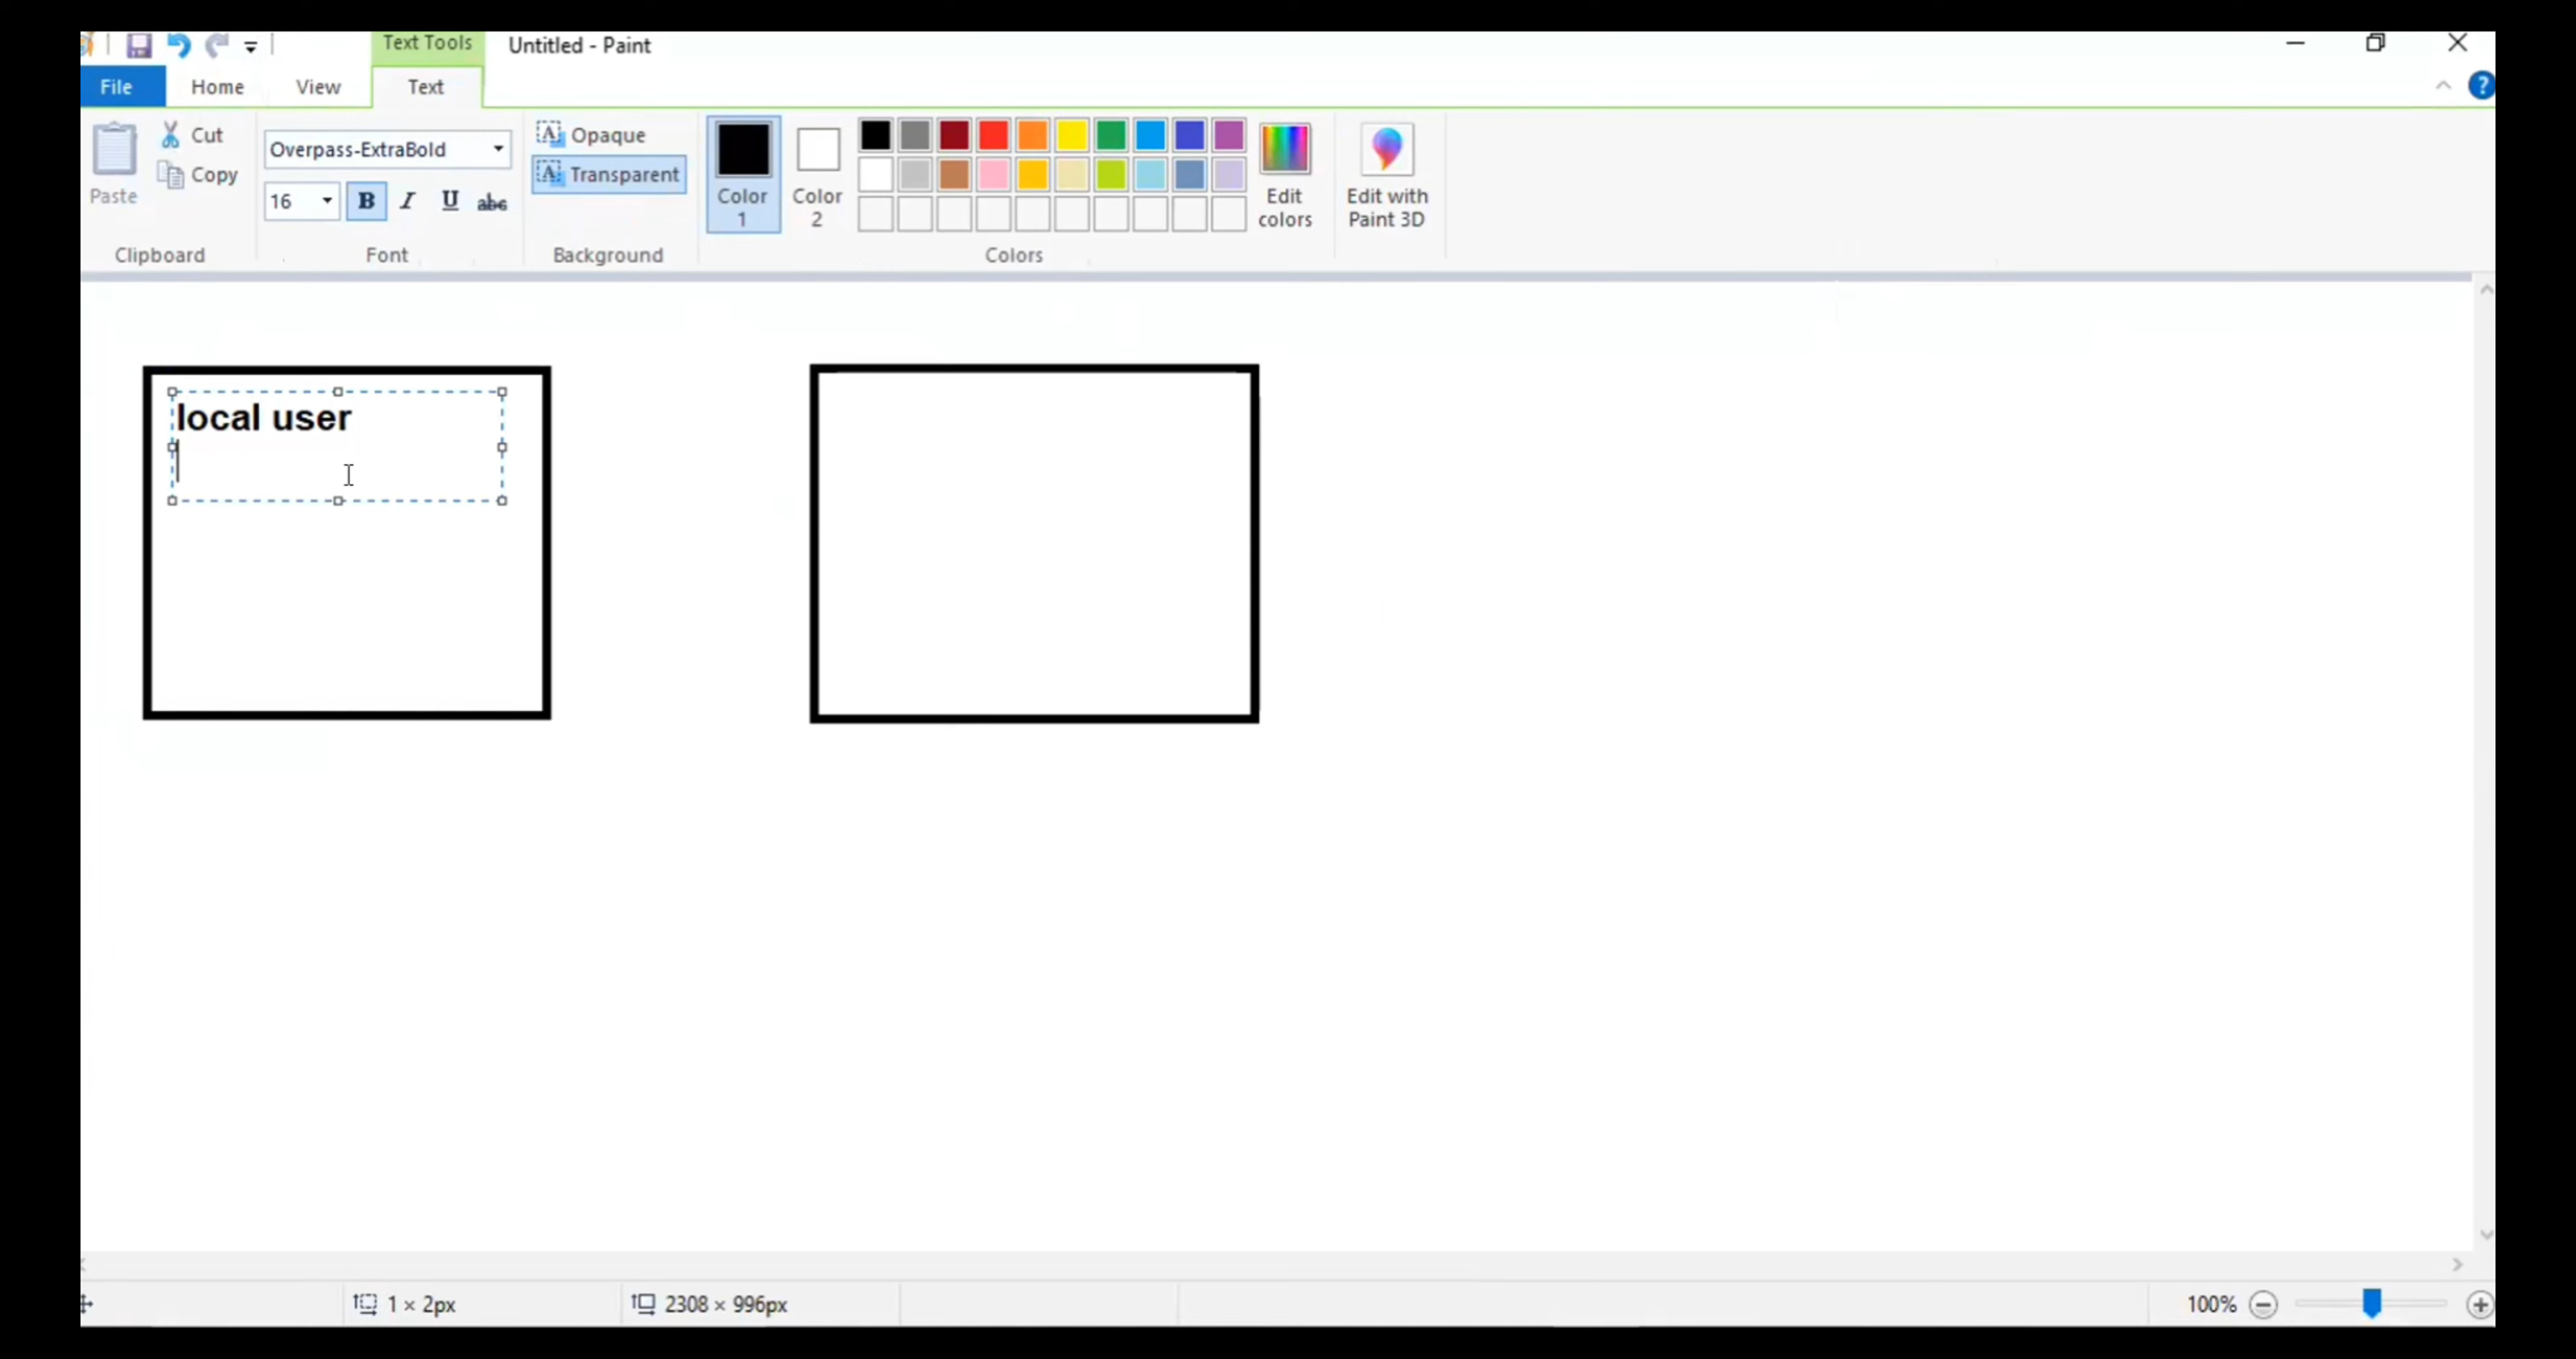 Text Tools
Untitled - Paint
File Home View Text
Paste
Cut
Copy
Clipboard
Overpass-ExtraBold
16 B I U abc
Font
Opaque
Transparent
Background
Color 1
Color 2
Edit colors
Colors
Edit with Paint 3D
local user
1 × 2px
2308 × 996px
100%